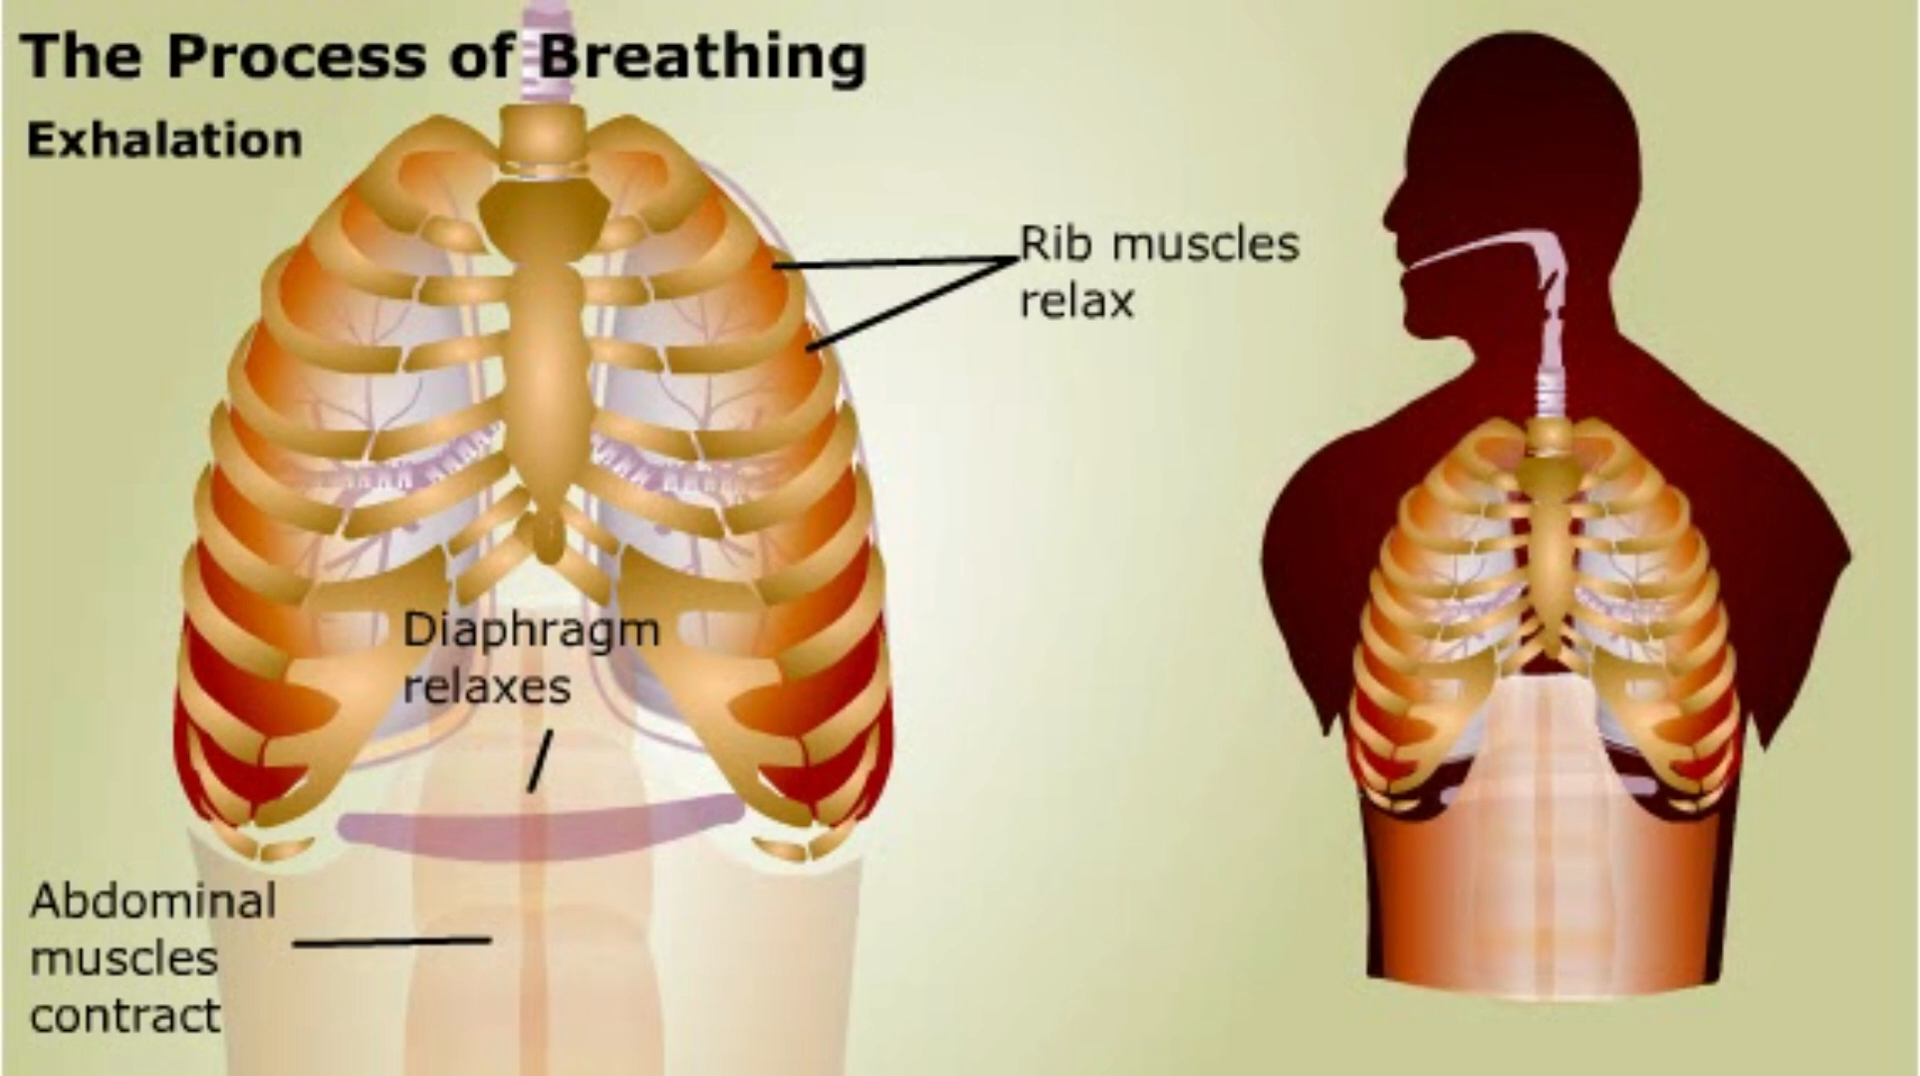 The Process of Breathing
Exhalation
Rib muscles
relax
Diaphragm
relaxes
Abdominal
muscles
contract